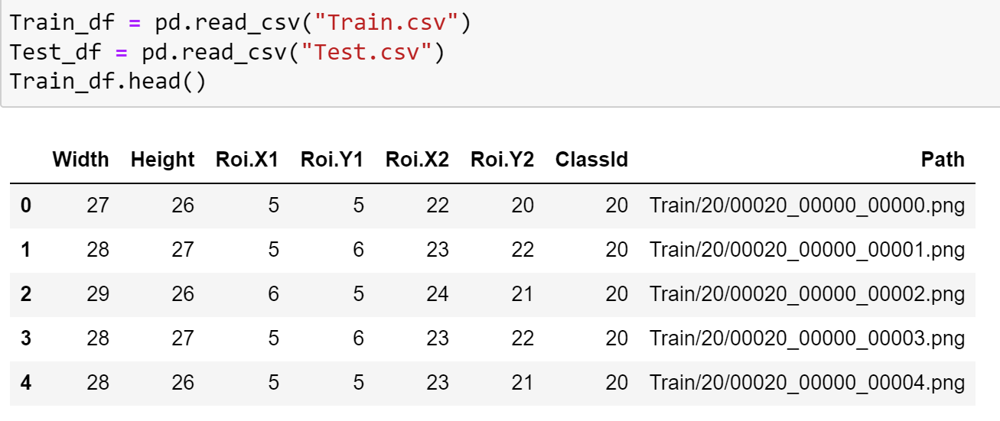 Train_df = pd.read_csv("Train.csv")
Test_df = pd.read_csv("Test.csv")
Train_df.head()
Width Height Roi.X1 Roi.Y1 Roi.X2 Roi.Y2 ClassId Path
0 27 26 5 5 22 20 20 Train/20/00020_00000_00000.png
1 28 27 5 6 23 22 20 Train/20/00020_00000_00001.png
2 29 26 6 5 24 21 20 Train/20/00020_00000_00002.png
3 28 27 5 6 23 22 20 Train/20/00020_00000_00003.png
4 28 26 5 5 23 21 20 Train/20/00020_00000_00004.png